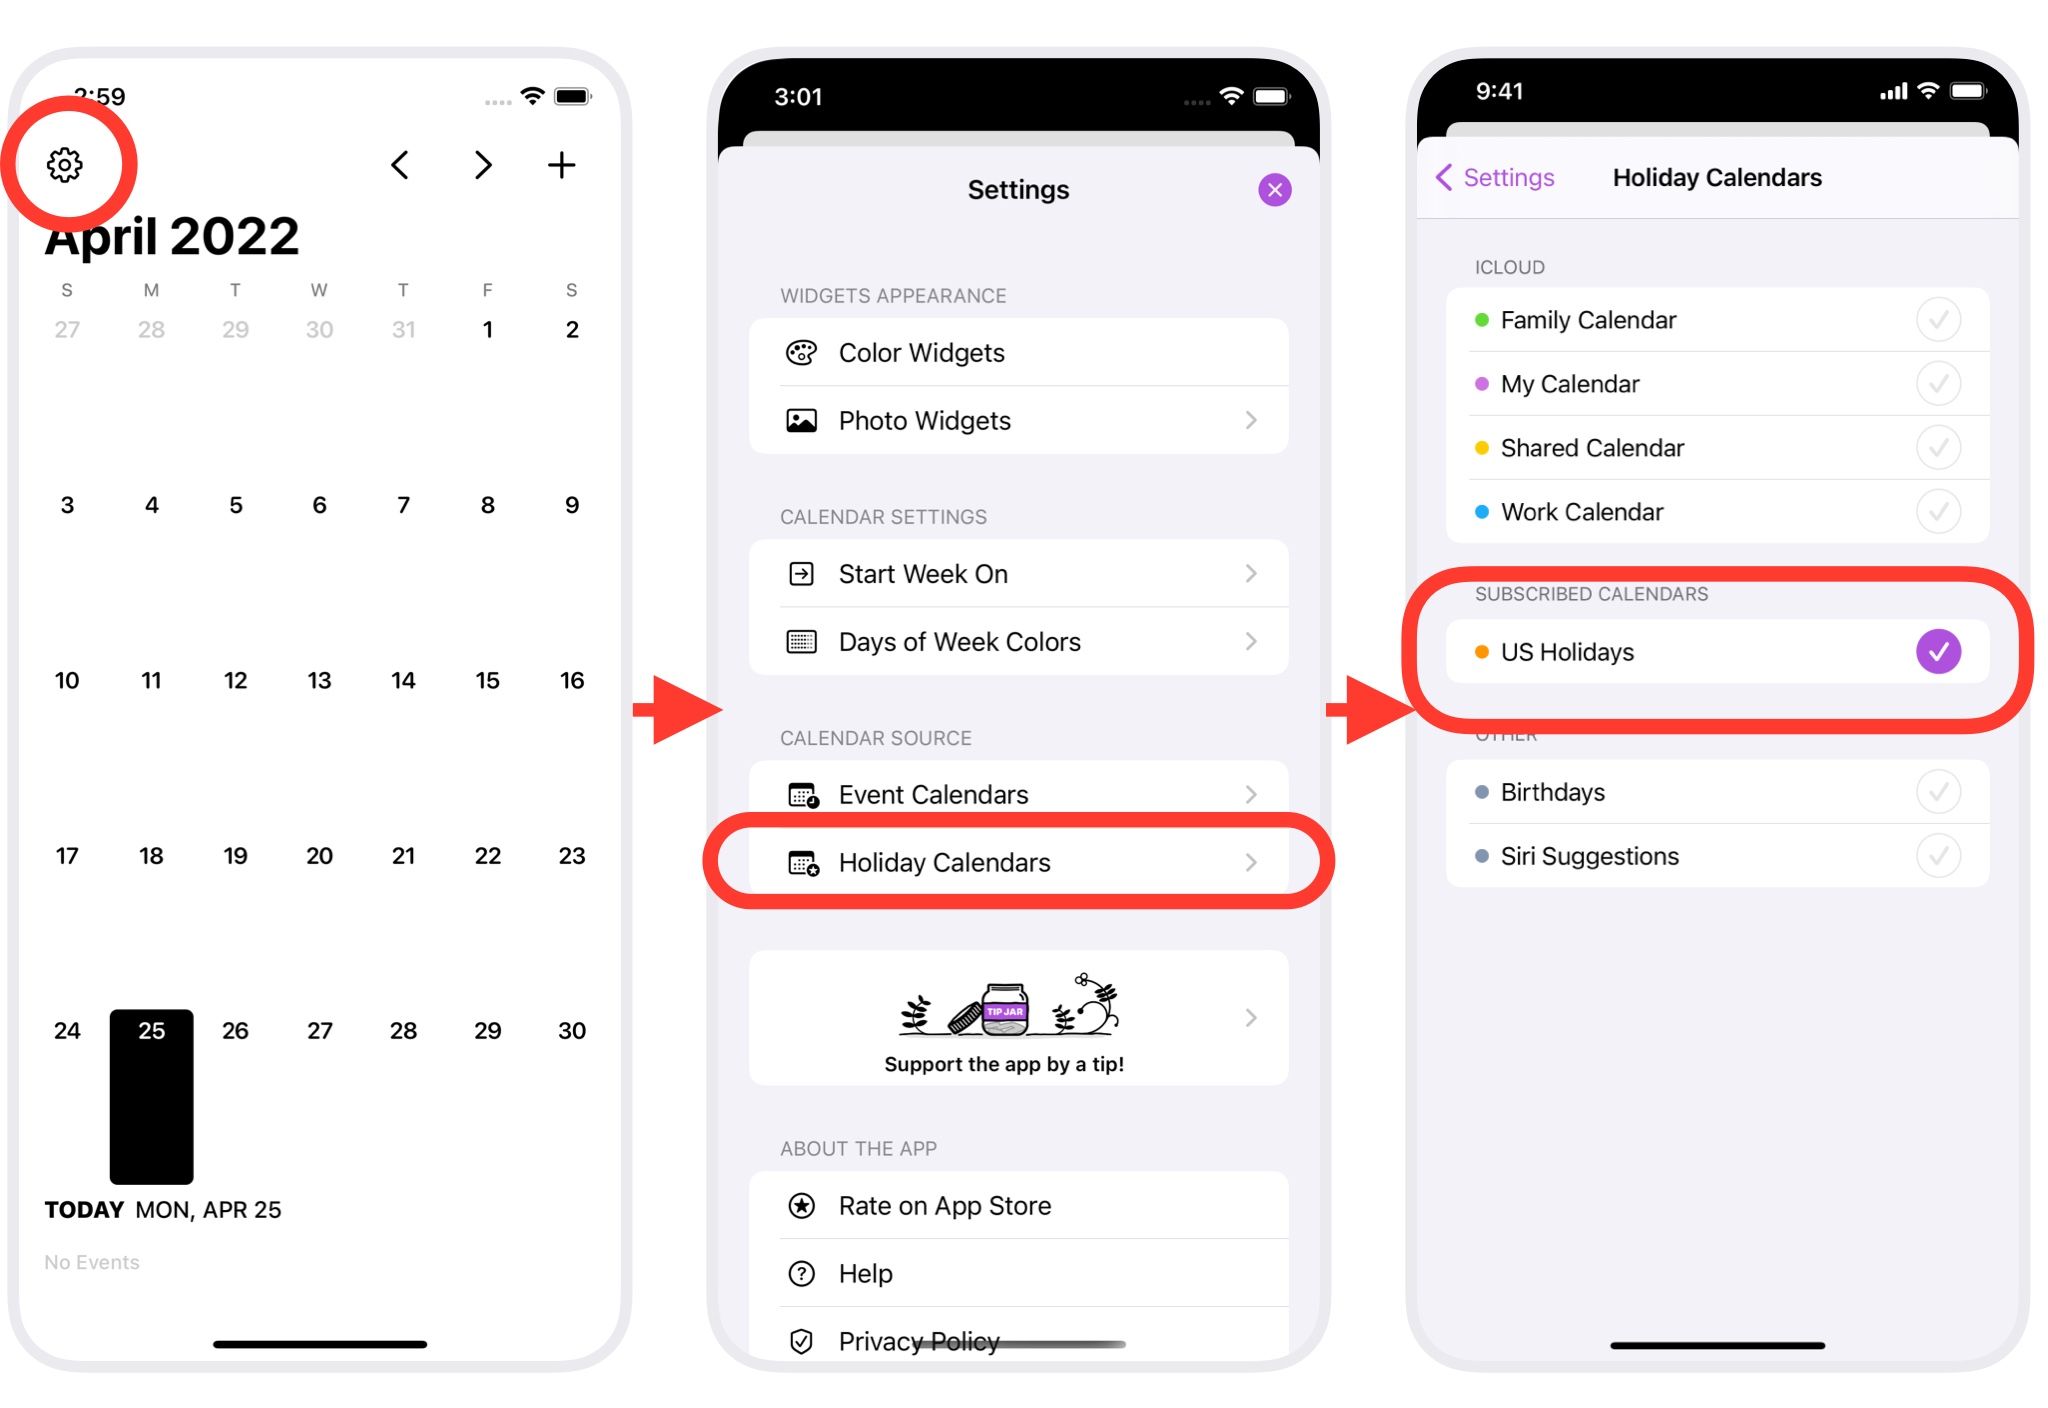 2:59
April 2022
S M T W T F S
27 28 29 30 31 1 2
3 4 5 6 7 8 9
10 11 12 13 14 15 16
17 18 19 20 21 22 23
24 25 26 27 28 29 30
TODAY MON, APR 25
No Events
3:01
Settings
WIDGETS APPEARANCE
Color Widgets
Photo Widgets
CALENDAR SETTINGS
Start Week On
Days of Week Colors
CALENDAR SOURCE
Event Calendars
Holiday Calendars
TIP JAR
Support the app by a tip!
ABOUT THE APP
Rate on App Store
Help
Privacy Policy
9:41
Settings Holiday Calendars
ICLOUD
Family Calendar
My Calendar
Shared Calendar
Work Calendar
SUBSCRIBED CALENDARS
US Holidays
OTHER
Birthdays
Siri Suggestions